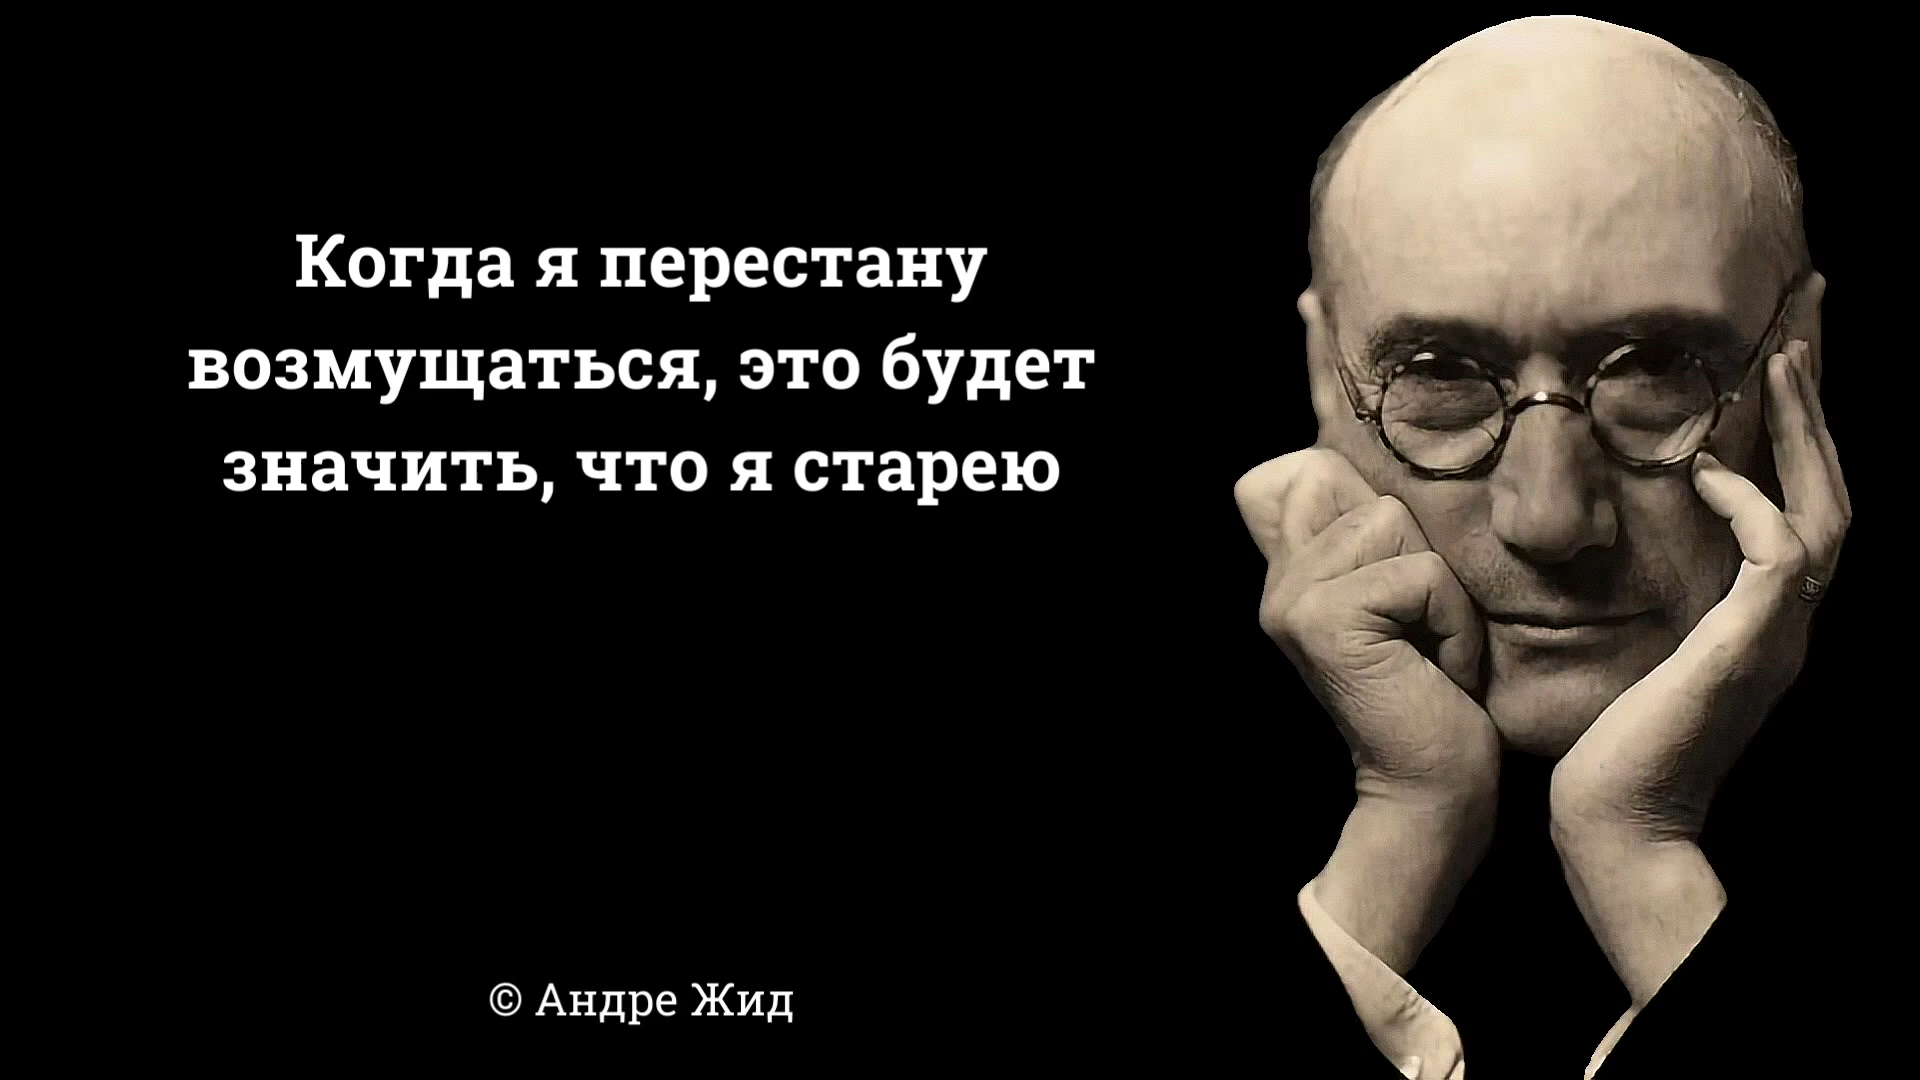 Когда я перестану
возмущаться, это будет
значить, что я старею
© Андре Жид